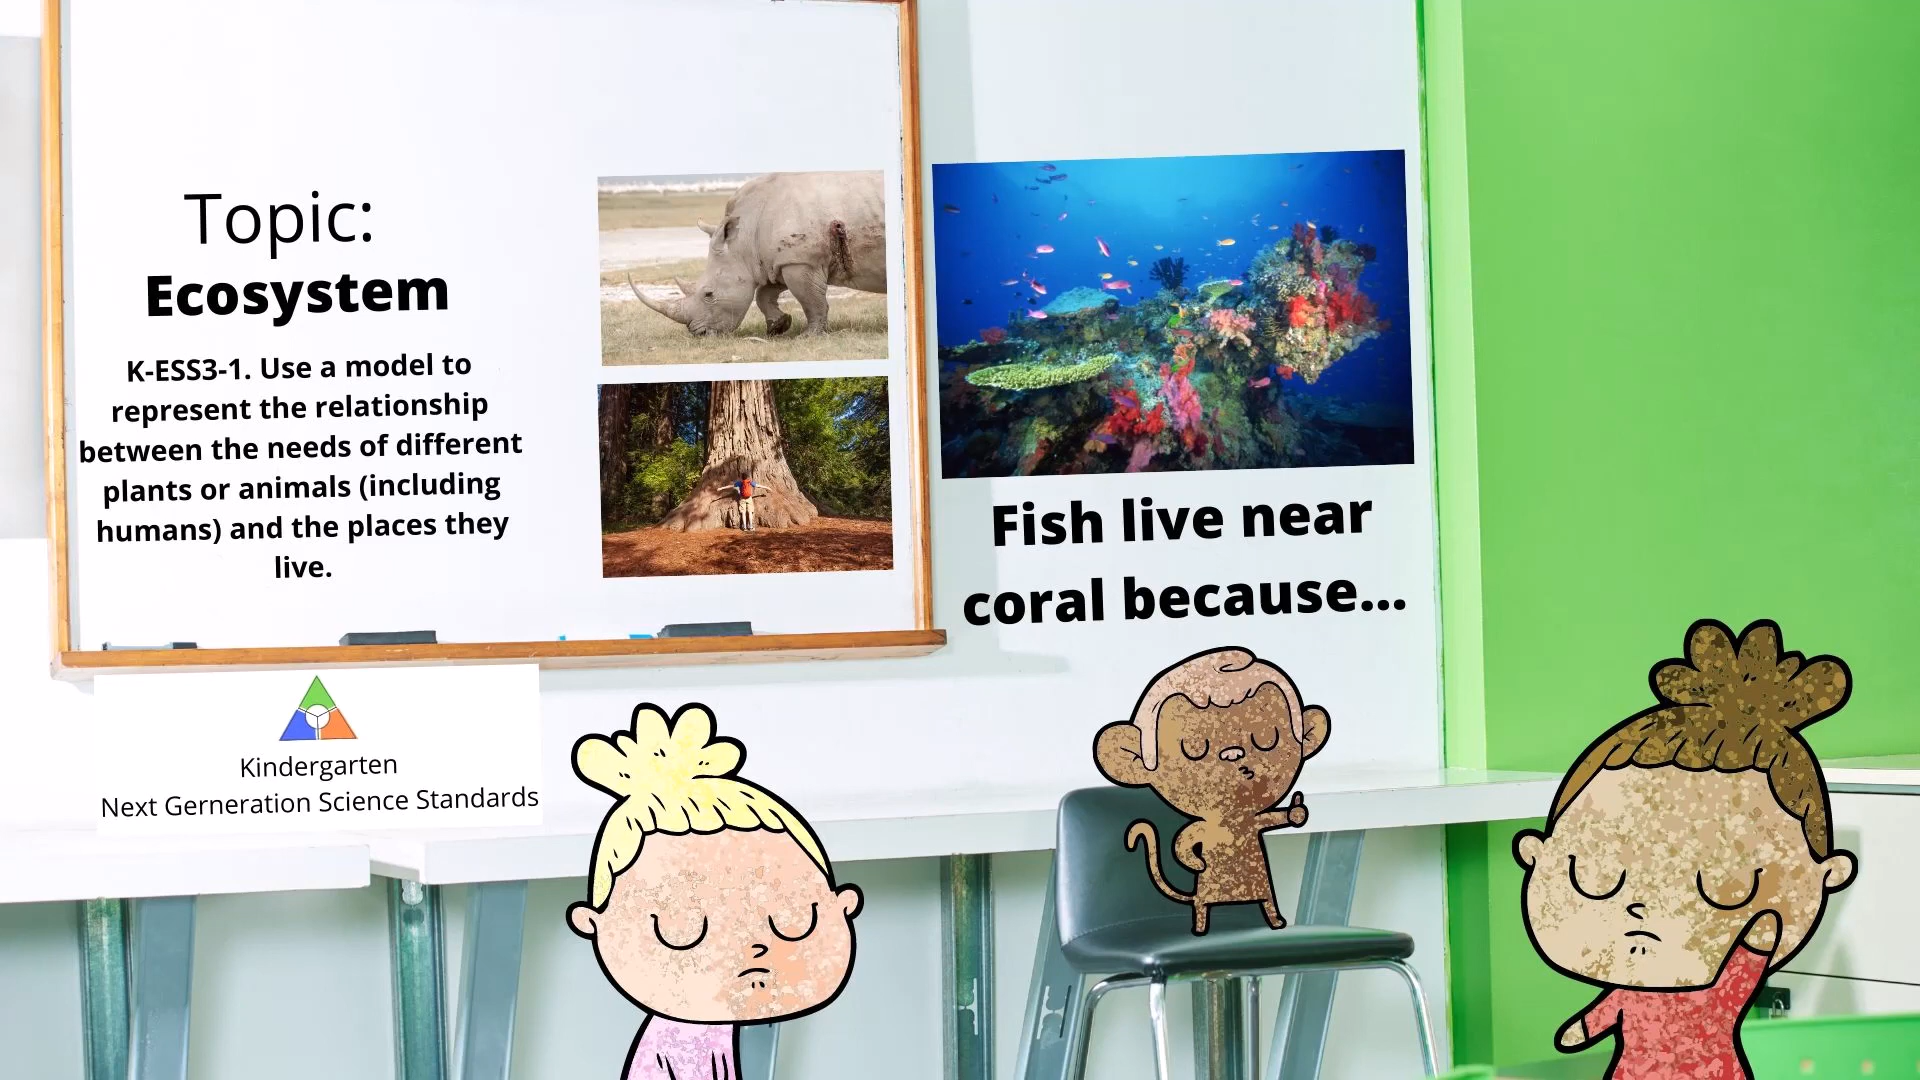 Topic:
Ecosystem
K-ESS3-1. Use a model to
represent the relationship
between the needs of different
plants or animals (including
humans) and the places they
live.
Kindergarten
Next Gerneration Science Standards
Fish live near
coral because...